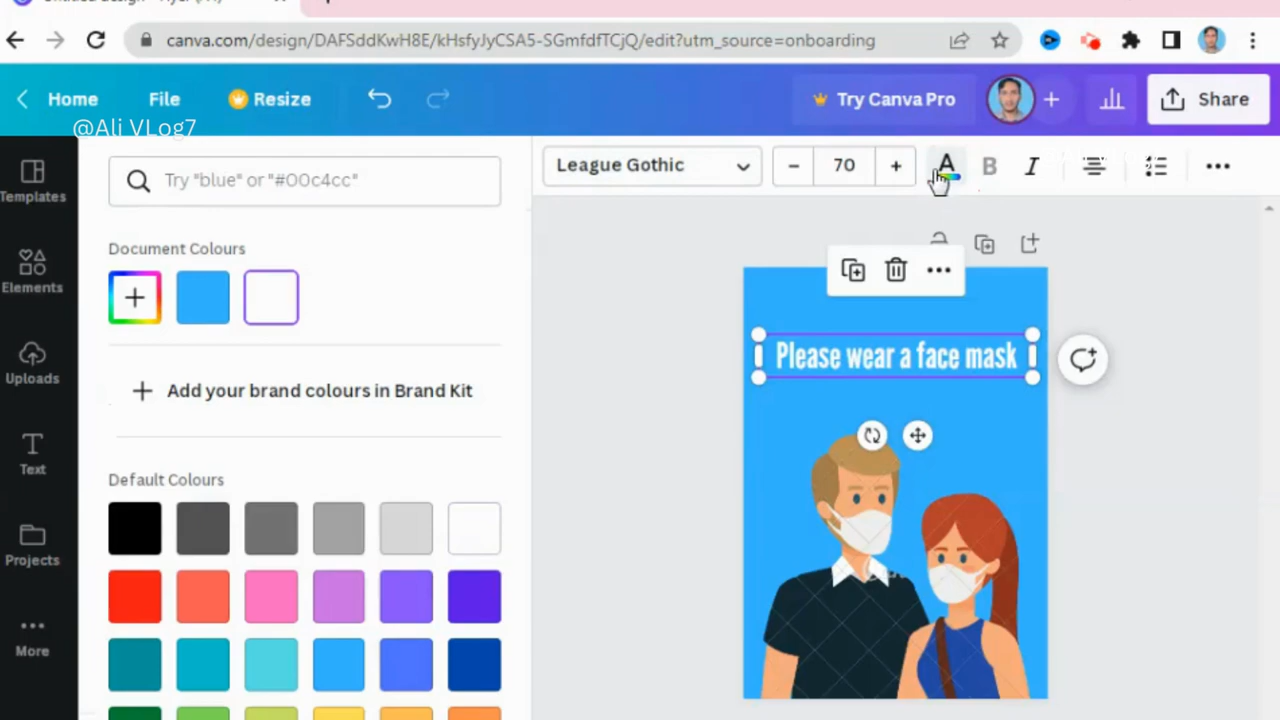 canva.com/design/DAFSddKwH8E/kHsfyJyCSA5-SGmfdfTCjQ/edit?utm_source=onboarding
Home File Resize Try Canva Pro Share
@Ali VLog7
Templates
Elements
Uploads
Text
Projects
More
Try "blue" or "#00c4cc"
Document Colours
Add your brand colours in Brand Kit
Default Colours
League Gothic 70 A B I
Please wear a face mask